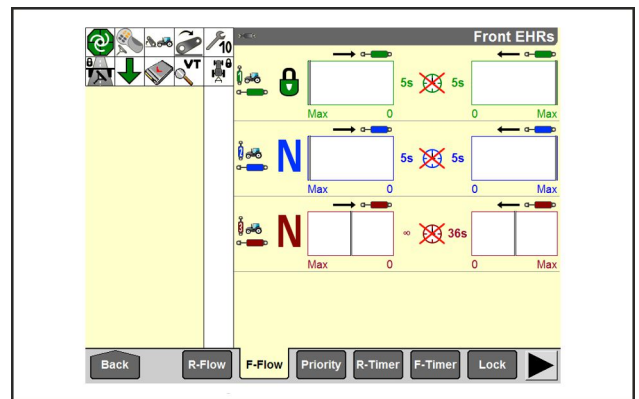 Front EHRs
10
VT
5s 5s
Max 0 0 Max
N 5s 5s
Max 0 0 Max
N ∞ 36s
Max 0 0 Max
Back R-Flow F-Flow Priority R-Timer F-Timer Lock